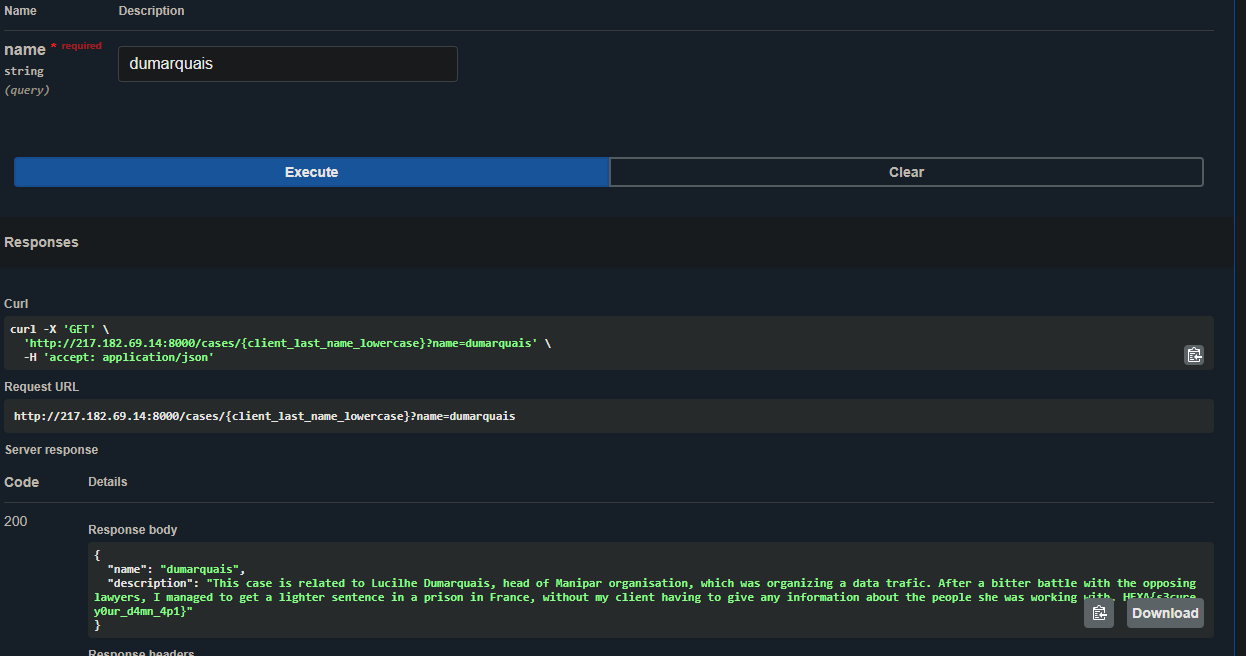 Name Description
name * required
string
(query)
dumarquais
Execute Clear
Responses
Curl
curl -X 'GET' \
'http://217.182.69.14:8000/cases/{client_last_name_lowercase}?name=dumarquais' \
-H 'accept: application/json'
Request URL
http://217.182.69.14:8000/cases/{client_last_name_lowercase}?name=dumarquais
Server response
Code Details
200
Response body
{
"name": "dumarquais",
"description": "This case is related to Lucilhe Dumarquais, head of Manipar organisation, which was organizing a data trafic. After a bitter battle with the opposing
lawyers, I managed to get a lighter sentence in a prison in France, without my client having to give any information about the people she was working with. HEXA{s3cure_
y0ur_d4mn_4p1}"
}
Download
Response headers